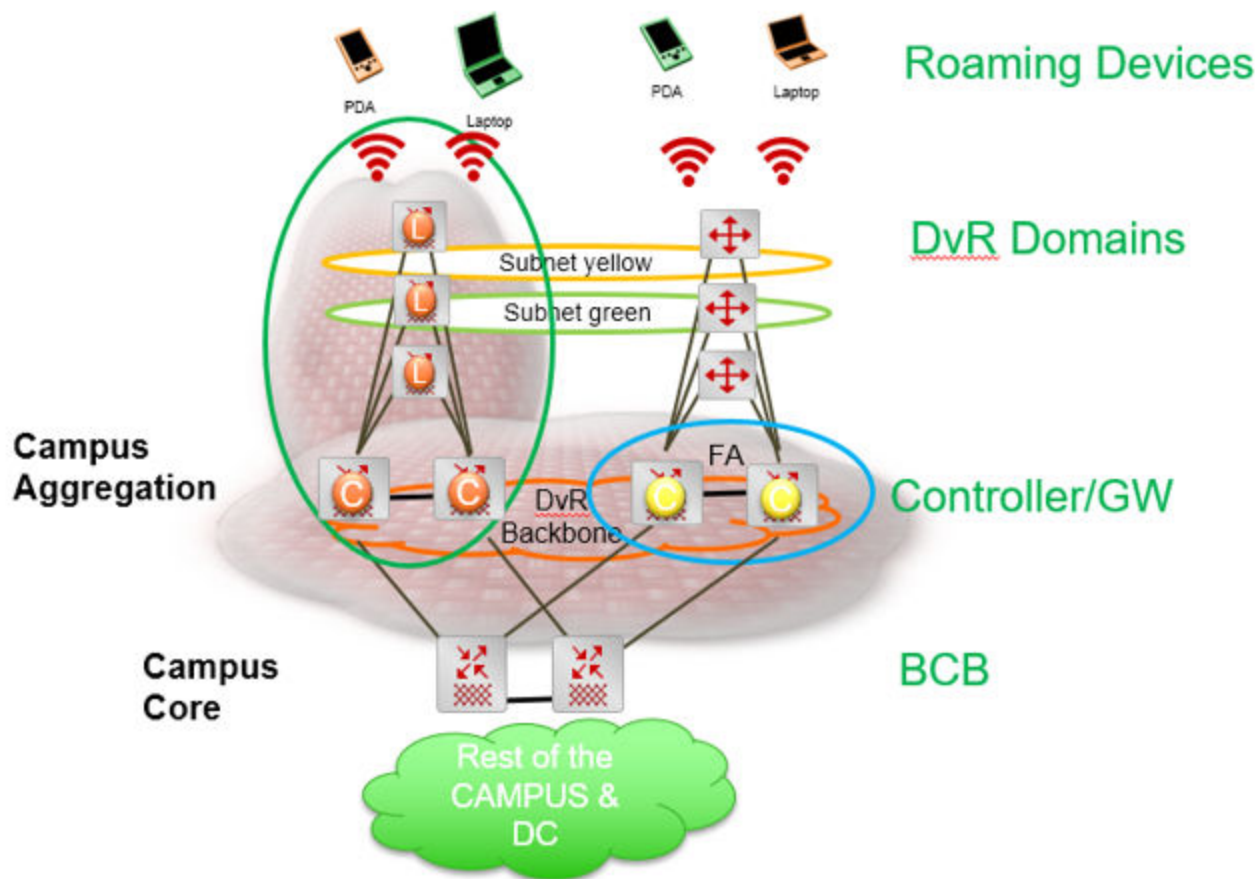 Roaming Devices
PDA
Laptop
PDA
Laptop
DvR Domains
L
Subnet yellow
L
Subnet green
L
Campus
Aggregation
FA
C
C
C
C
DvR
Backbone
Controller/GW
Campus
Core
BCB
Rest of the
CAMPUS &
DC